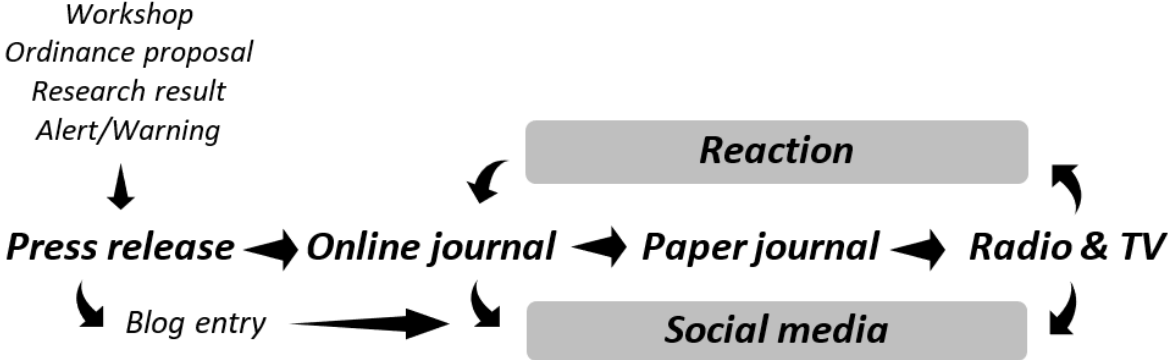 Workshop
Ordinance proposal
Research result
Alert/Warning
Reaction
Press release
Online journal
Paper journal
Radio & TV
Blog entry
Social media